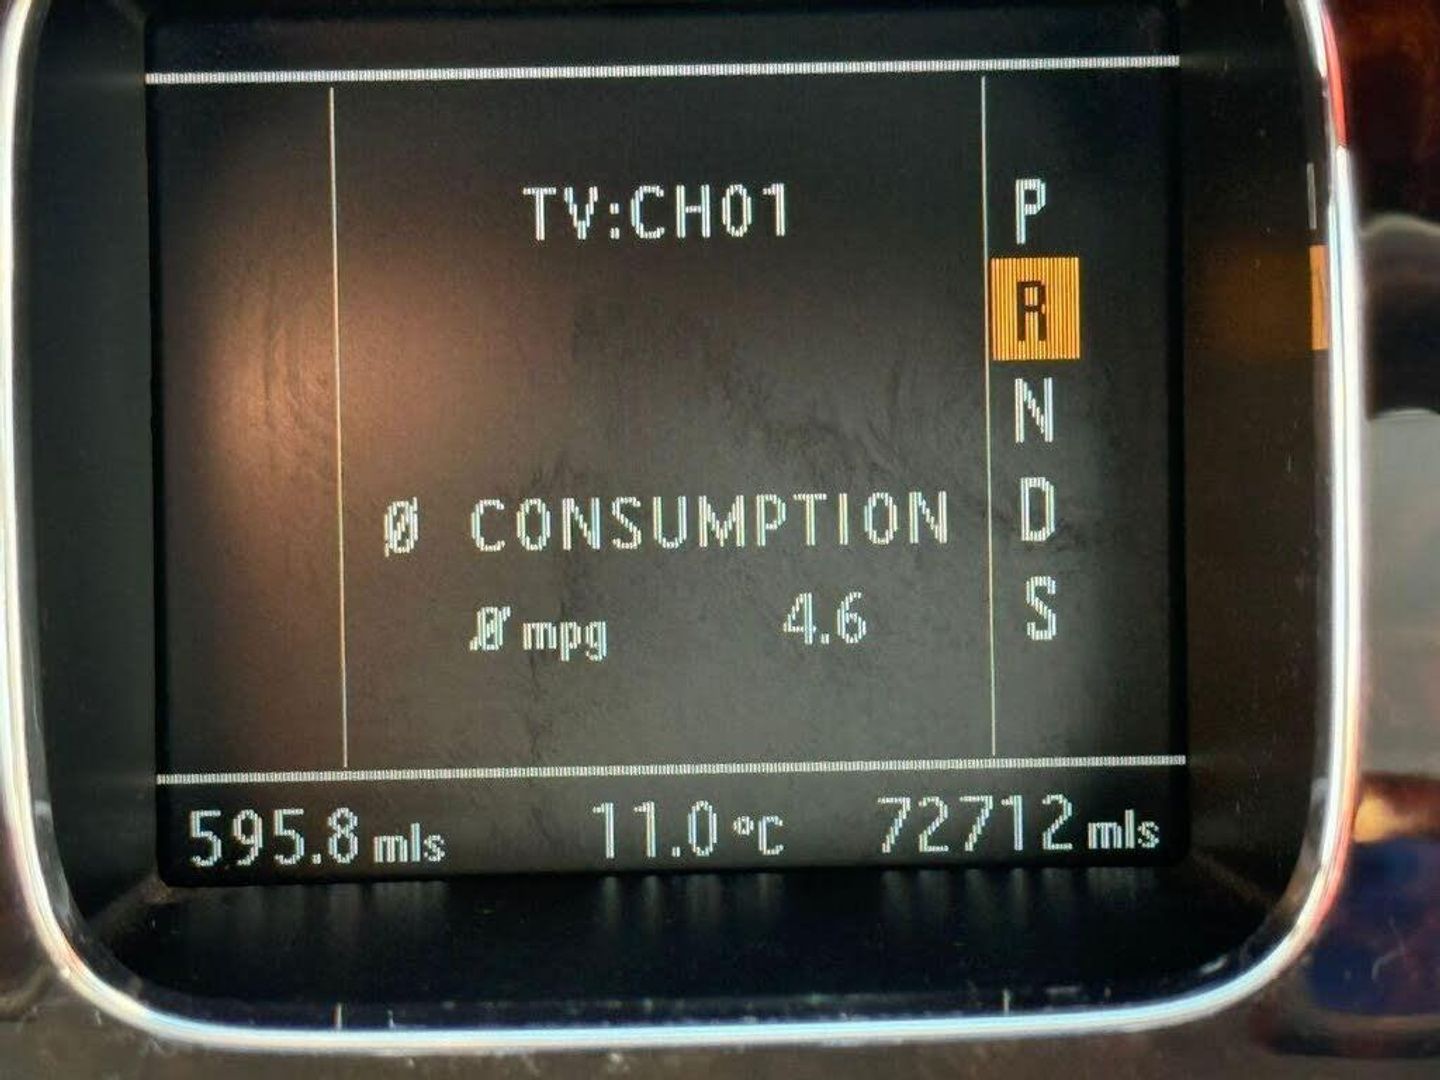 TV:CH01
P
R
N
D
S
Ø CONSUMPTION
Ø mpg 4.6
595.8 mls 11.0 °C 72712 mls